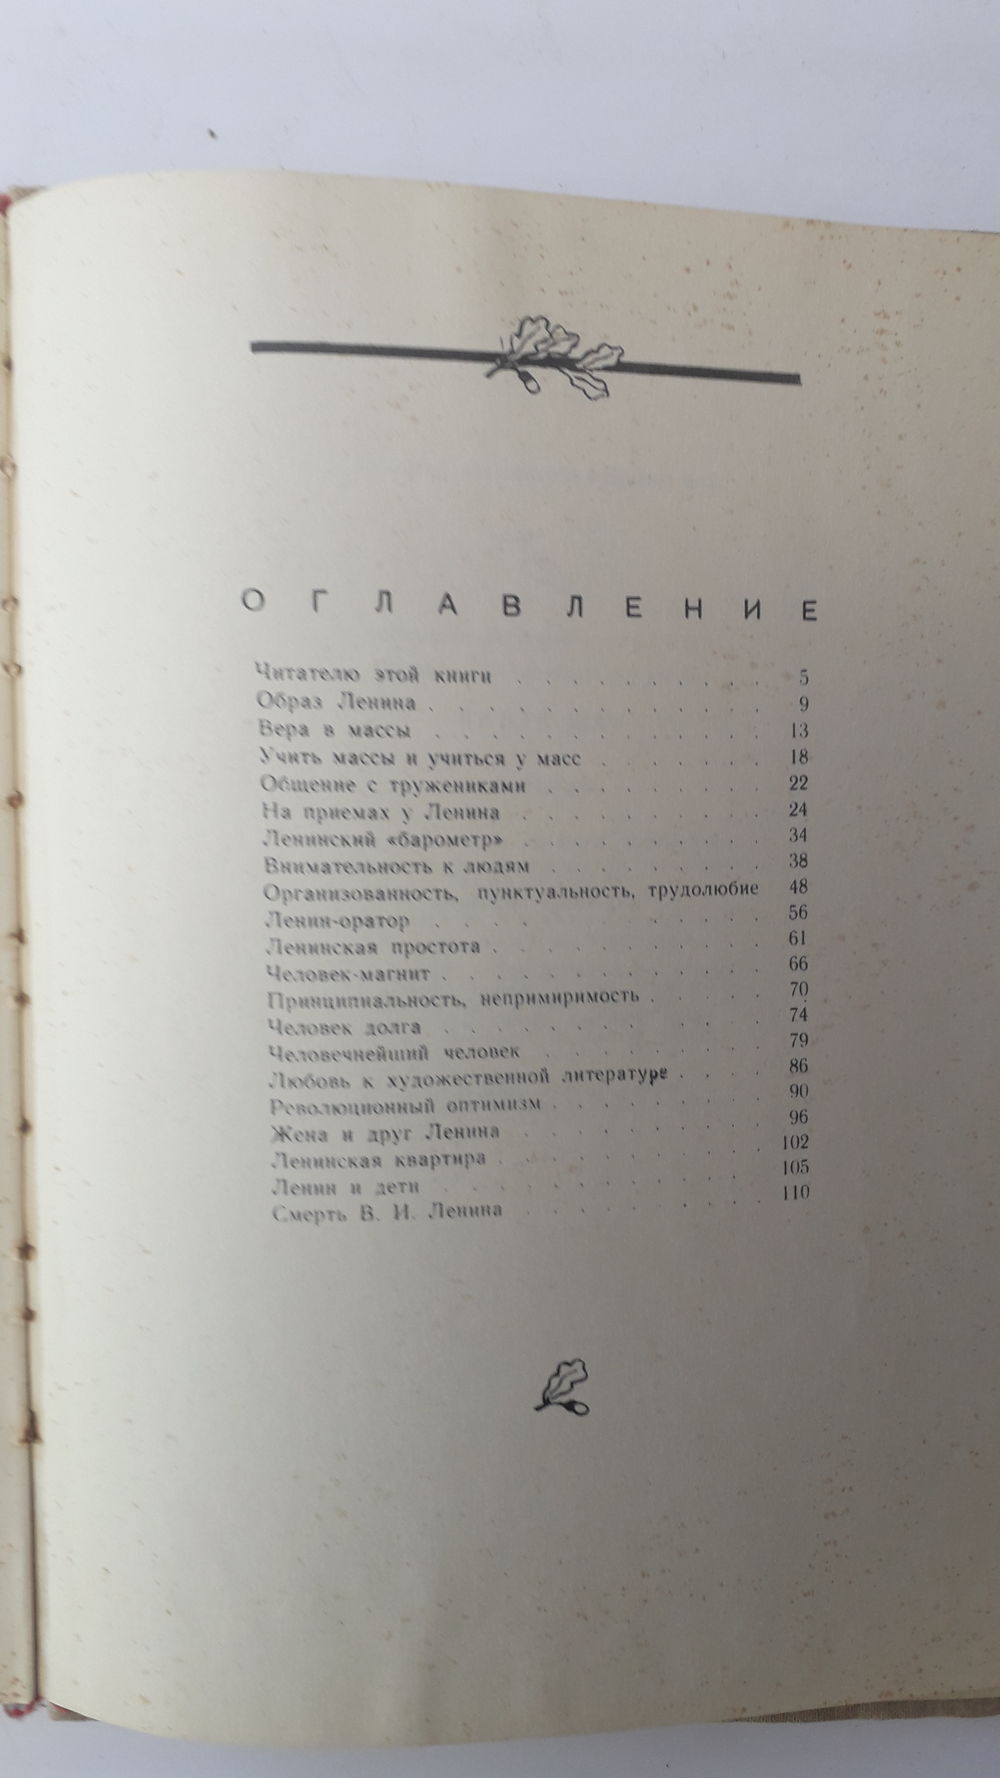 ОГЛАВЛЕНИЕ
Читателю этой книги . . . . . . . . . . 5
Образ Ленина . . . . . . . . . . . . . 9
Вера в массы . . . . . . . . . . . . . 13
Учить массы и учиться у масс . . . . . . . 18
Общение с тружениками . . . . . . . . . 22
На приемах у Ленина . . . . . . . . . . 24
Ленинский «барометр» . . . . . . . . . . 34
Внимательность к людям . . . . . . . . . 38
Организованность, пунктуальность, трудолюбие 48
Ленин-оратор . . . . . . . . . . . . 56
Ленинская простота . . . . . . . . . . . 61
Человек-магнит . . . . . . . . . . . . 66
Принципиальность, непримиримость . . . . . 70
Человек долга . . . . . . . . . . . . 74
Человечнейший человек . . . . . . . . . 79
Любовь к художественной литературе . . . . 86
Революционный оптимизм . . . . . . . . . 90
Жена и друг Ленина . . . . . . . . . . 96
Ленинская квартира . . . . . . . . . . . 102
Ленин и дети . . . . . . . . . . . . 105
Смерть В. И. Ленина . . . . . . . . . . 110